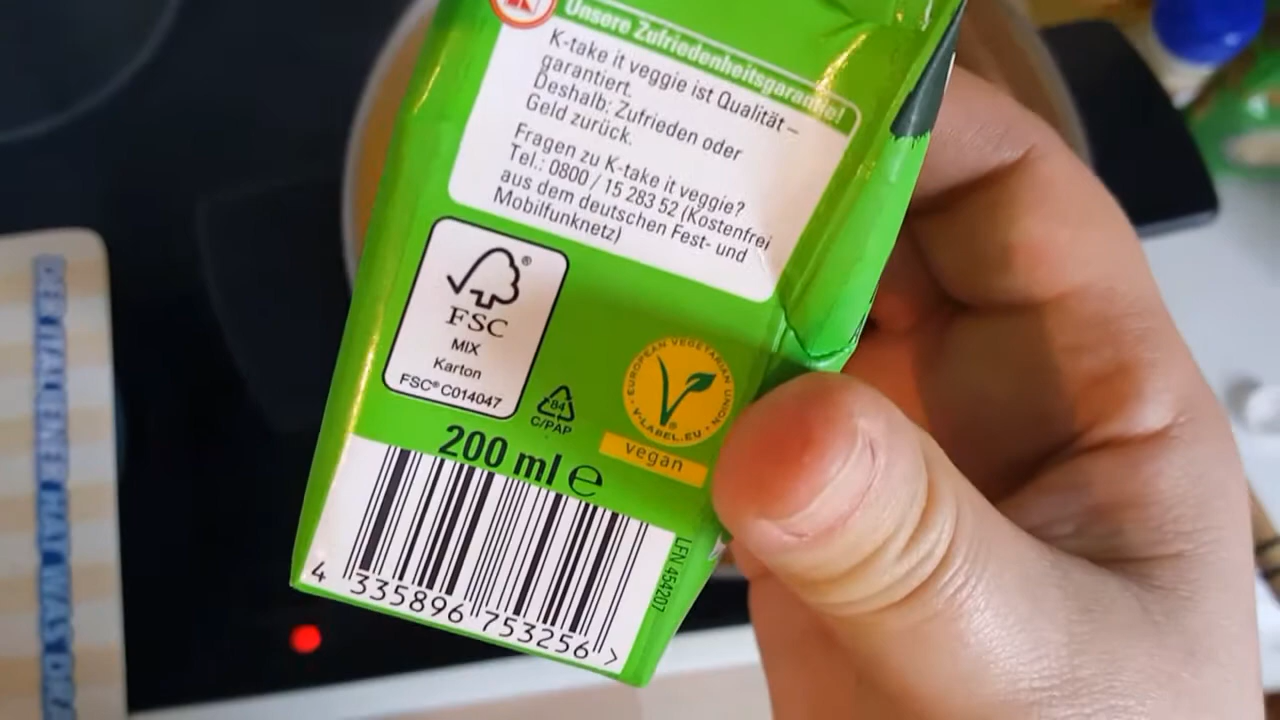 Unsere Zufriedenheitsgarantie!
K-take it veggie ist Qualität –
garantiert.
Deshalb: Zufrieden oder
Geld zurück.
Fragen zu K-take it veggie?
Tel.: 0800 / 15 283 52 (Kostenfrei
aus dem deutschen Fest- und
Mobilfunknetz)
®
FSC
MIX
Karton
FSC® C014047
84
C/PAP
EUROPEAN VEGETARIAN UNION
V-LABEL.EU
®
vegan
200 ml e
4 335896 753256 >
LFN 454207